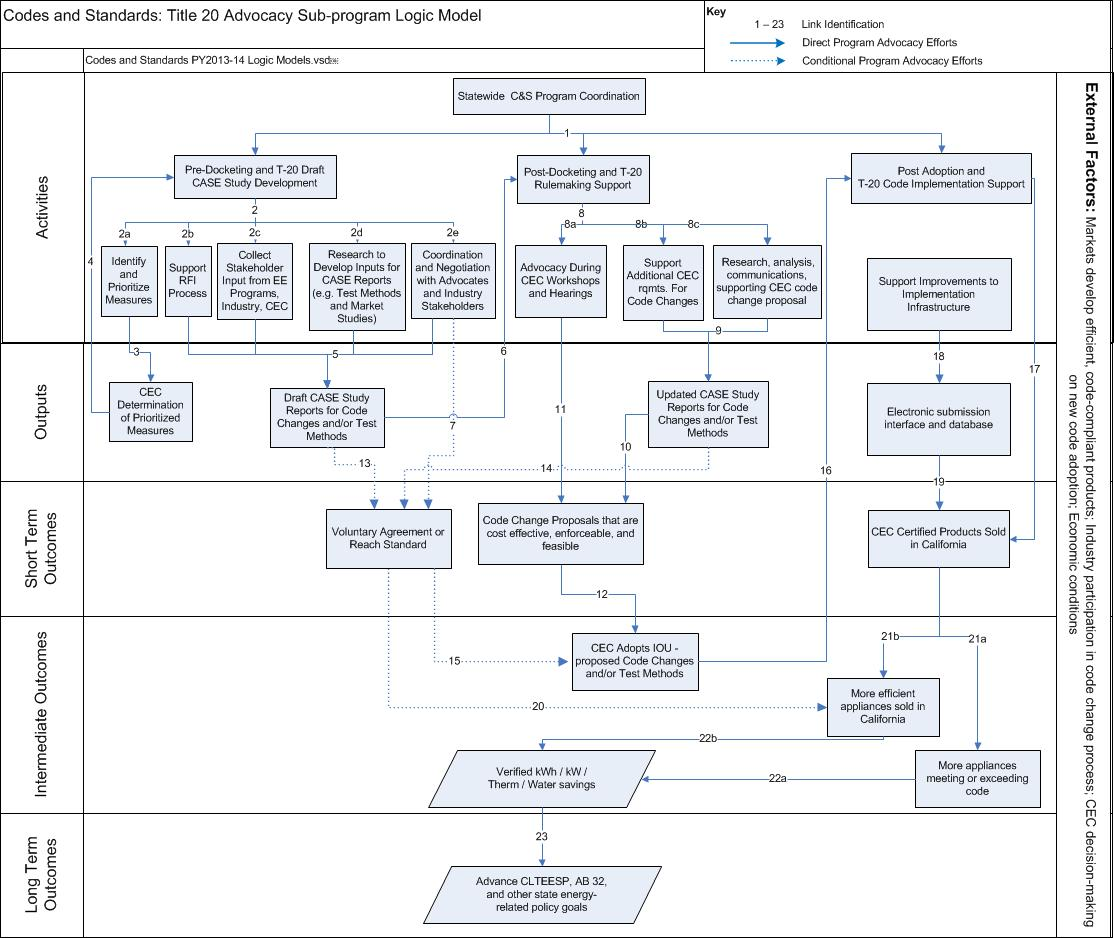 Codes and Standards: Title 20 Advocacy Sub-program Logic Model
Codes and Standards PY2013-14 Logic Models.vsd
Key
1 – 23 Link Identification
Direct Program Advocacy Efforts
Conditional Program Advocacy Efforts
Activities
Statewide C&S Program Coordination
1
Pre-Docketing and T-20 Draft
CASE Study Development
Post-Docketing and T-20
Rulemaking Support
Post Adoption and
T-20 Code Implementation Support
2
2a
2b
2c
2d
2e
8
8a
8b
8c
4
Identify
and
Prioritize
Measures
Support
RFI
Process
Collect
Stakeholder
Input from EE
Programs,
Industry, CEC
Research to
Develop Inputs for
CASE Reports
(e.g. Test Methods
and Market
Studies)
Coordination
and Negotiation
with Advocates
and Industry
Stakeholders
Advocacy During
CEC Workshops
and Hearings
Support
Additional CEC
rqmts. For
Code Changes
Research, analysis,
communications,
supporting CEC code
change proposal
Support Improvements to
Implementation
Infrastructure
9
Outputs
3
5
6
18
17
CEC
Determination
of Prioritized
Measures
Draft CASE Study
Reports for Code
Changes and/or Test
Methods
7
11
Updated CASE Study
Reports for Code
Changes and/or Test
Methods
Electronic submission
interface and database
10
13
14
16
19
Short Term
Outcomes
Voluntary Agreement or
Reach Standard
Code Change Proposals that are
cost effective, enforceable, and
feasible
CEC Certified Products Sold
in California
12
Intermediate Outcomes
15
CEC Adopts IOU -
proposed Code Changes
and/or Test Methods
21b
21a
20
More efficient
appliances sold in
California
22b
Verified kWh / kW /
Therm / Water savings
22a
More appliances
meeting or exceeding
code
Long Term
Outcomes
23
Advance CLTEESP, AB 32,
and other state energy-
related policy goals
External Factors: Markets develop efficient, code-compliant products; Industry participation in code change process; CEC decision-making
on new code adoption; Economic conditions